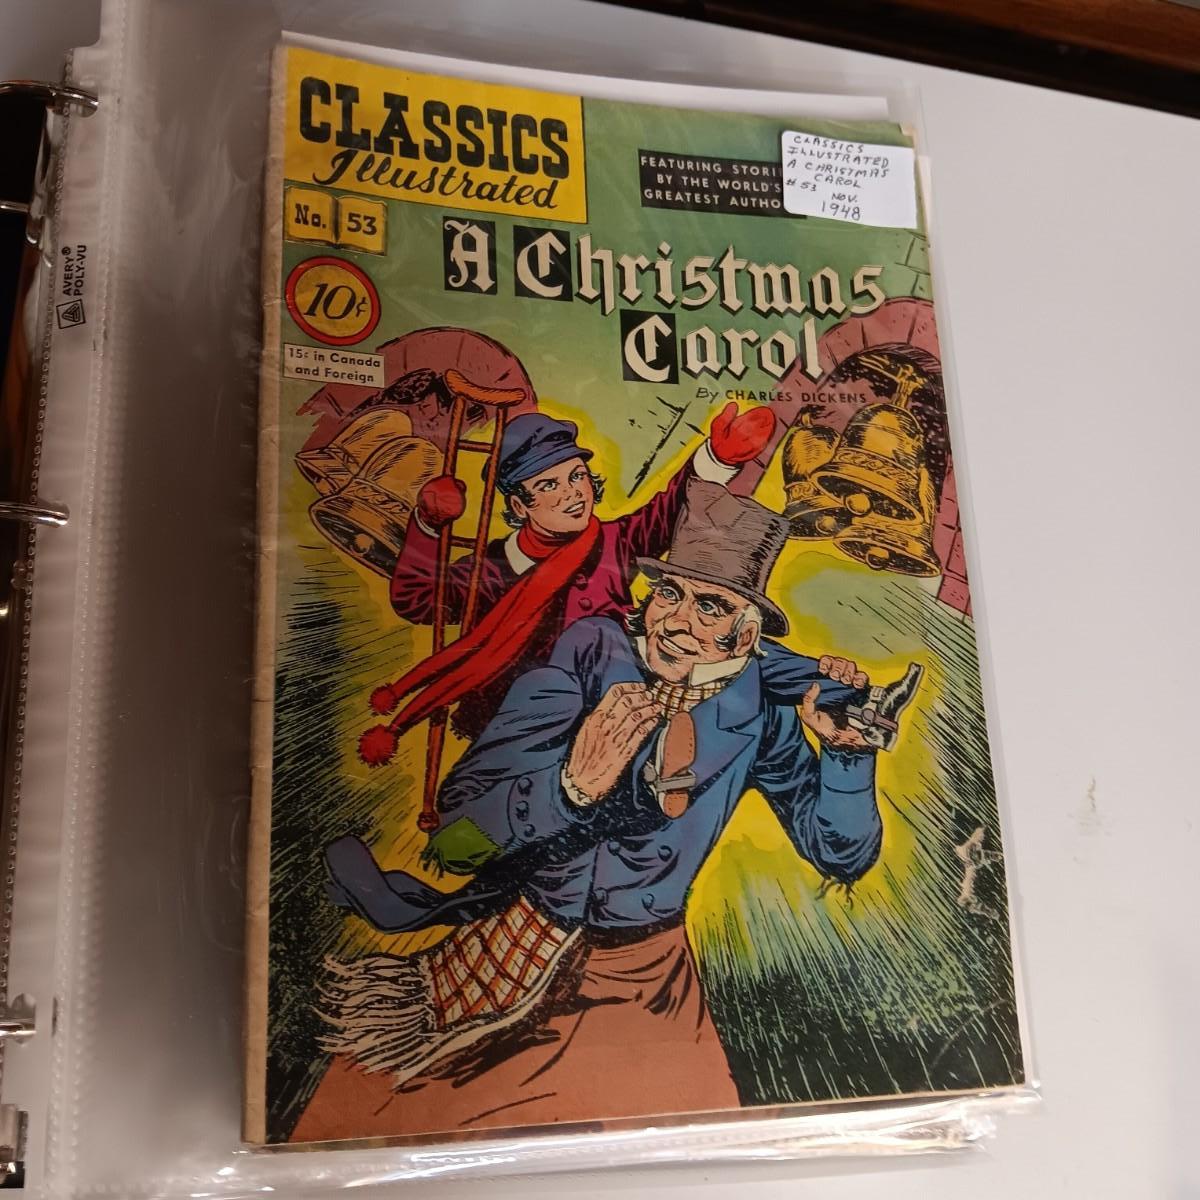 CLASSICS
Illustrated
No. 53
10¢
15¢ in Canada
and Foreign
FEATURING STORI
BY THE WORLD'S
GREATEST AUTHO
CLASSICS
ILLUSTRATED
A CHRISTMAS
CAROL
#53 NOV.
1948
A Christmas
Carol
By CHARLES DICKENS
AVERY®
POLY-VU